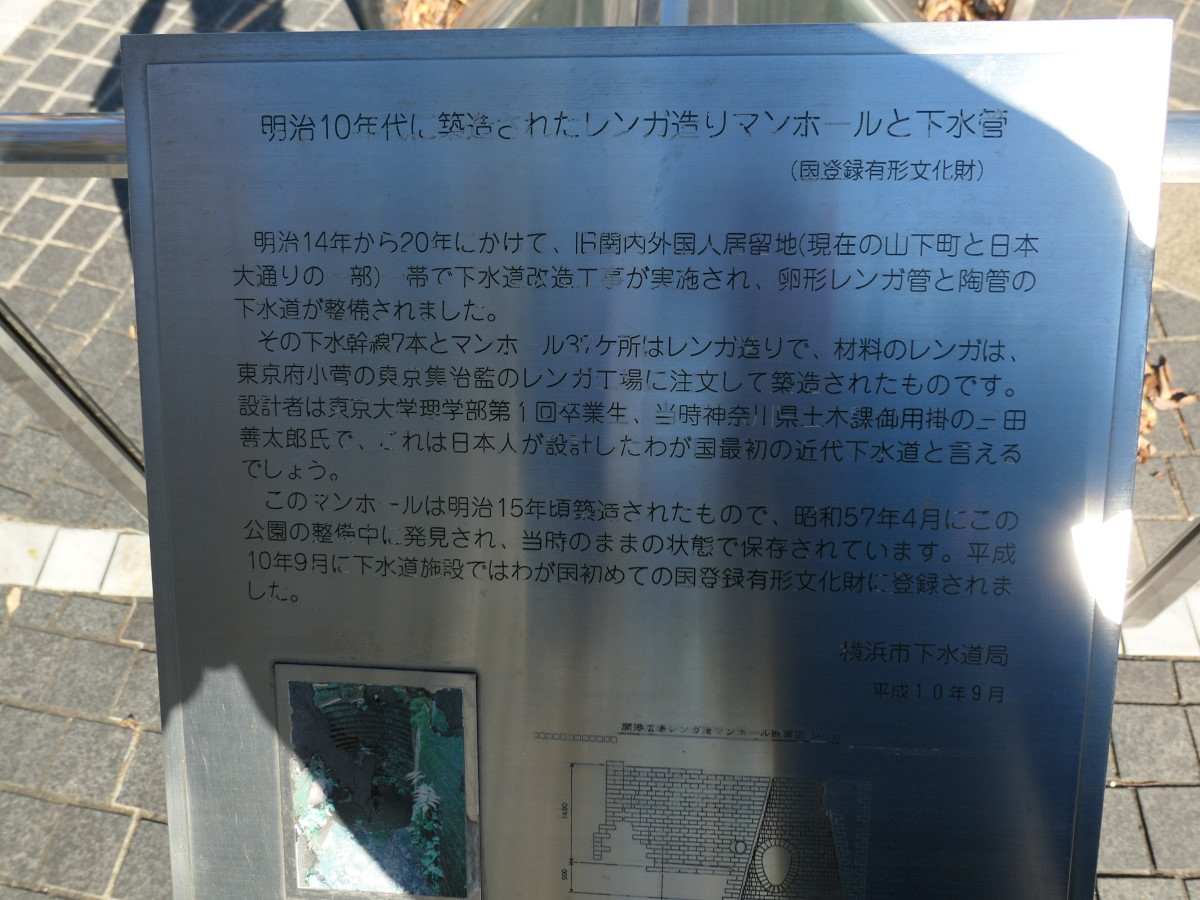 明治10年代に築造されたレンガ造りマンホールと下水管
(国登録有形文化財)
明治14年から20年にかけて、旧関内外国人居留地(現在の山下町と日本
大通りの一部)一帯で下水道改造工事が実施され、卵形レンガ管と陶管の
下水道が整備されました。
その下水幹線7本とマンホール ケ所はレンガ造りで、材料のレンガは、
東京府小菅の東京集治監のレンガ工場に注文して築造されたものです。
設計者は東京大学理学部第1回卒業生、当時神奈川県土木課御用掛の三田
善太郎氏で、これは日本人が設計したわが国最初の近代下水道と言える
でしょう。
このマンホールは明治15年頃築造されたもので、昭和57年4月にこの
公園の整備中に発見され、当時のままの状態で保存されています。平成
10年9月に下水道施設ではわが国初めての国登録有形文化財に登録されま
した。
横浜市下水道局
平成10年9月
開港広場レンガ造マンホール断面図
1490
500